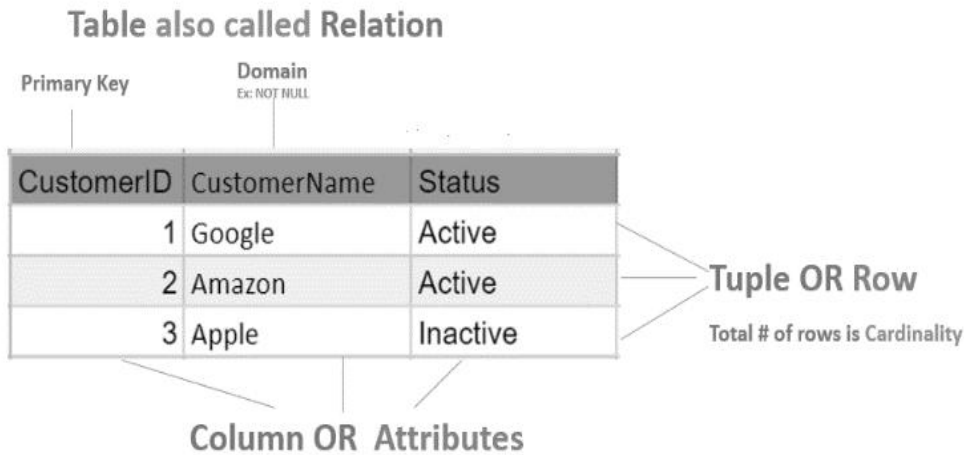 Table also called Relation
Primary Key
Domain
Ex: NOT NULL
CustomerID CustomerName Status
1 Google Active
2 Amazon Active
3 Apple Inactive
Tuple OR Row
Total # of rows is Cardinality
Column OR Attributes